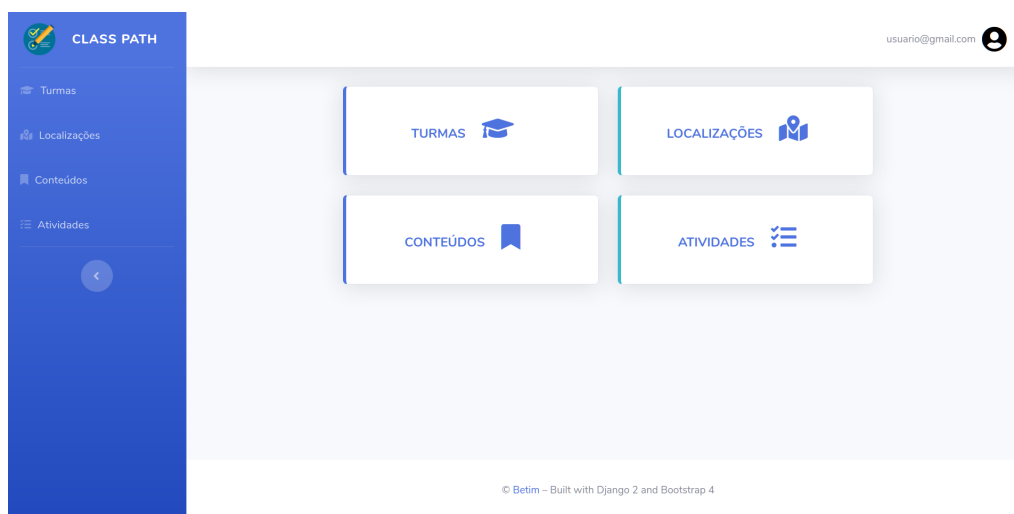 CLASS PATH
usuario@gmail.com
Turmas
Localizações
Conteúdos
Atividades
TURMAS
LOCALIZAÇÕES
CONTEÚDOS
ATIVIDADES
© Betim – Built with Django 2 and Bootstrap 4